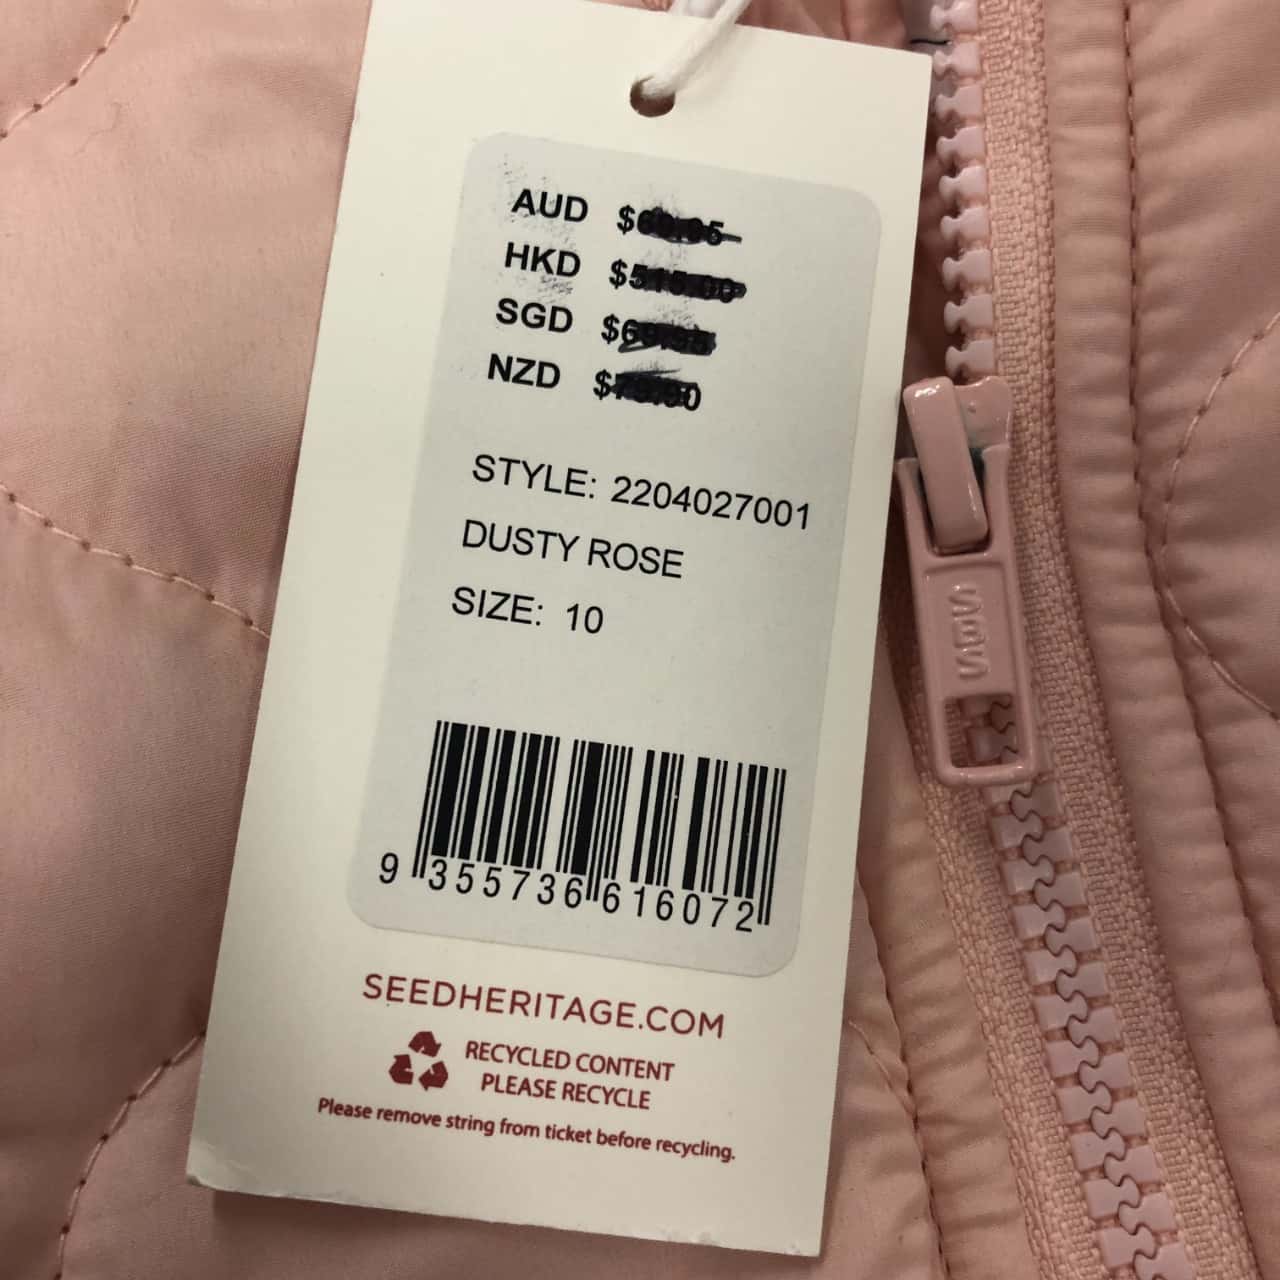 AUD
HKD
SGD
NZD
STYLE: 2204027001
DUSTY ROSE
SIZE: 10
9 355736 616072
SEEDHERITAGE.COM
RECYCLED CONTENT
PLEASE RECYCLE
Please remove string from ticket before recycling.
SBS